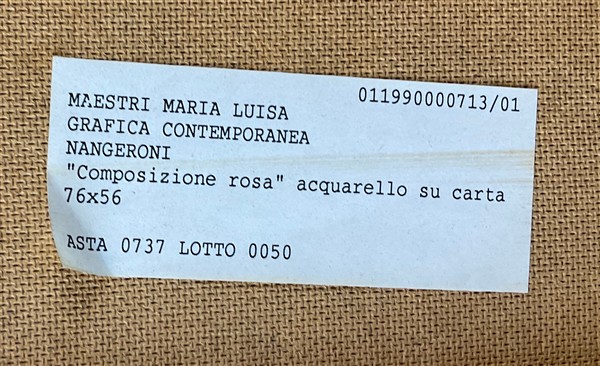 011990000713/01
MAESTRI MARIA LUISA
GRAFICA CONTEMPORANEA
NANGERONI
"Composizione rosa" acquarello su carta
76x56
ASTA 0737 LOTTO 0050